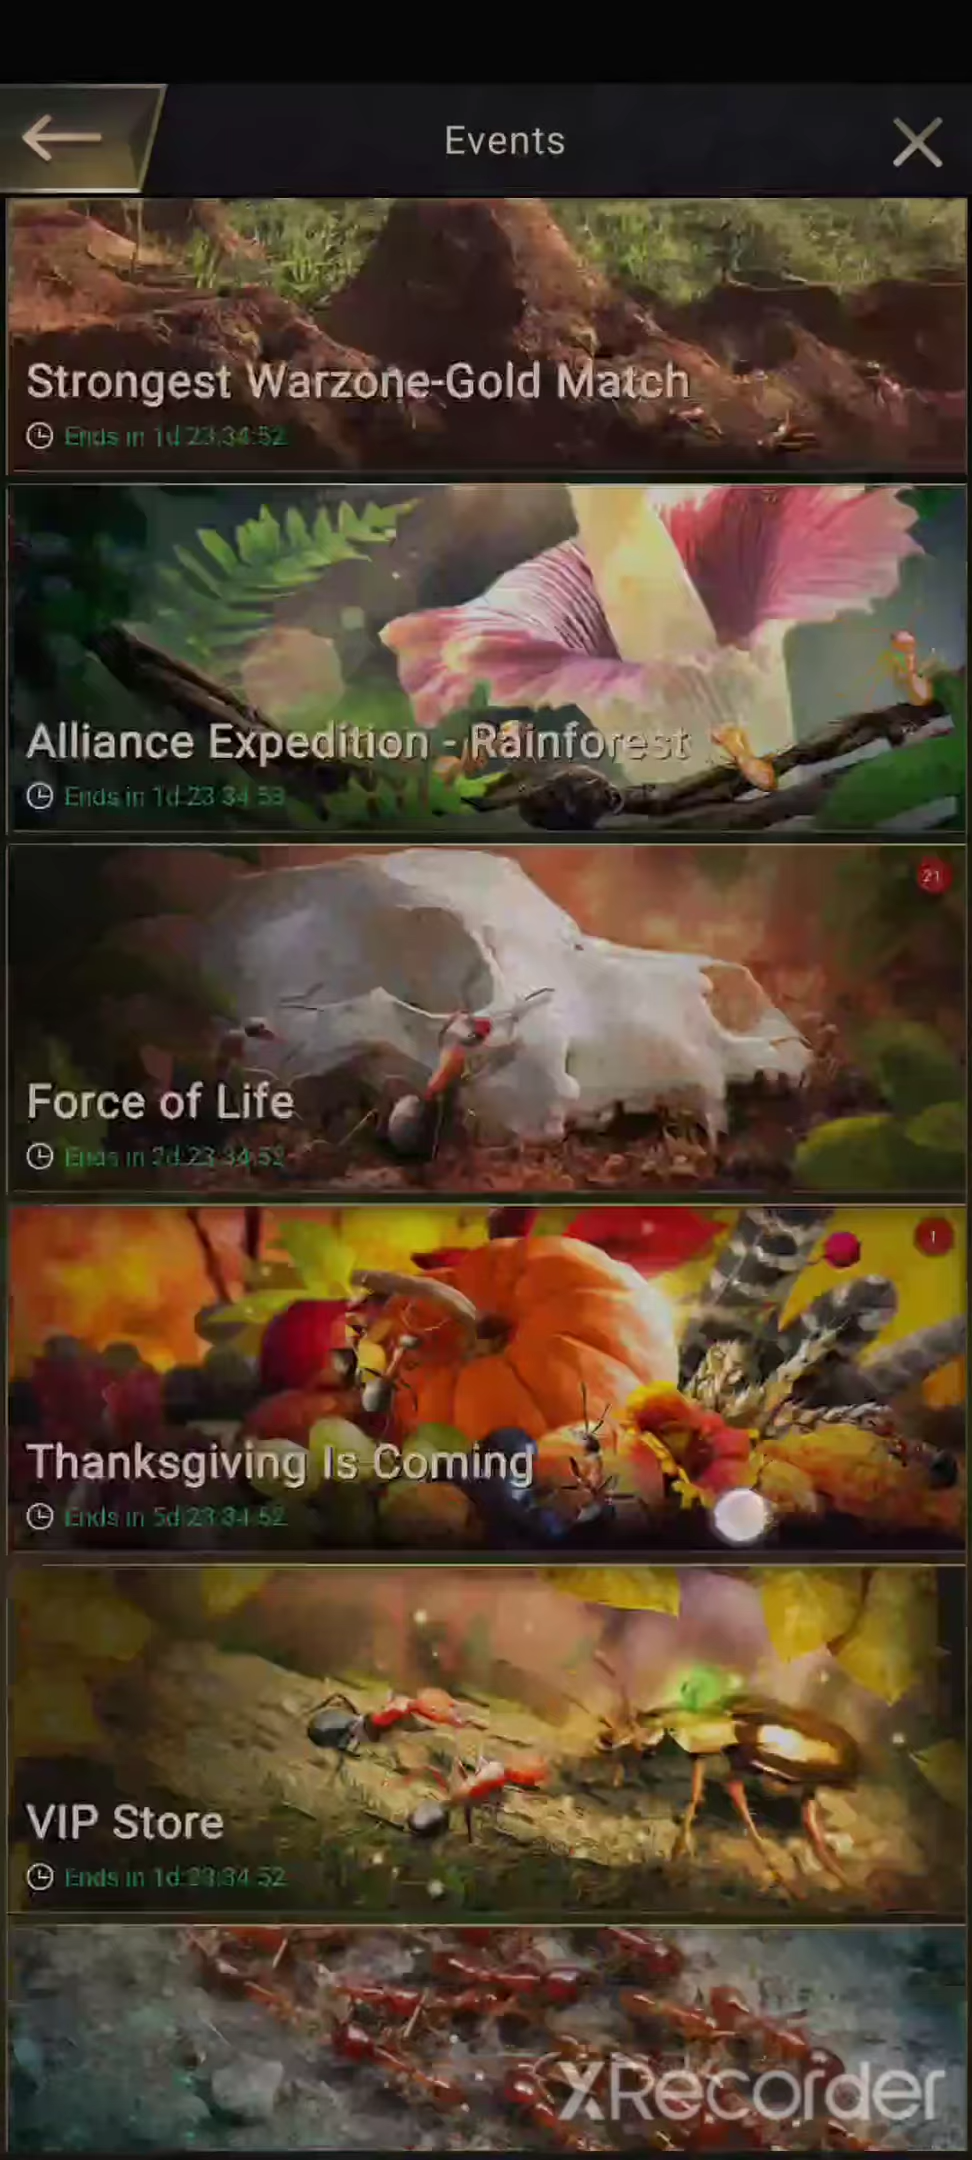 Events
Strongest Warzone-Gold Match
Ends in 1d 23:34:52
Alliance Expedition - Rainforest
Ends in 1d 23:34:53
21
Force of Life
Ends in 2d 23:34:52
1
Thanksgiving Is Coming
Ends in 5d 23:34:52
VIP Store
Ends in 1d 23:34:52
XRecorder